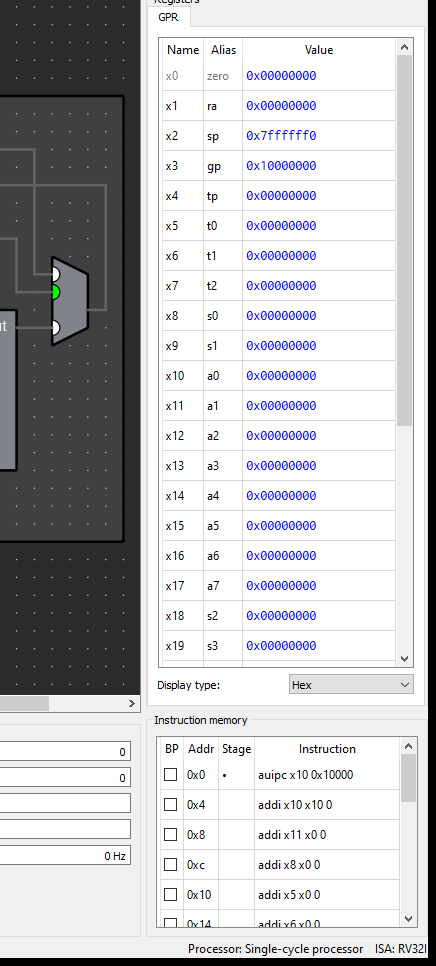 Registers
GPR
Name Alias Value
x0 zero 0x00000000
x1 ra 0x00000000
x2 sp 0x7ffffff0
x3 gp 0x10000000
x4 tp 0x00000000
x5 t0 0x00000000
x6 t1 0x00000000
x7 t2 0x00000000
x8 s0 0x00000000
x9 s1 0x00000000
x10 a0 0x00000000
x11 a1 0x00000000
x12 a2 0x00000000
x13 a3 0x00000000
x14 a4 0x00000000
x15 a5 0x00000000
x16 a6 0x00000000
x17 a7 0x00000000
x18 s2 0x00000000
x19 s3 0x00000000
Display type: Hex
Instruction memory
BP Addr Stage Instruction
0x0 • auipc x10 0x10000
0x4 addi x10 x10 0
0x8 addi x11 x0 0
0xc addi x8 x0 0
0x10 addi x5 x0 0
0x14 addi x6 x0 0
0
0
0 Hz
Processor: Single-cycle processor ISA: RV32I